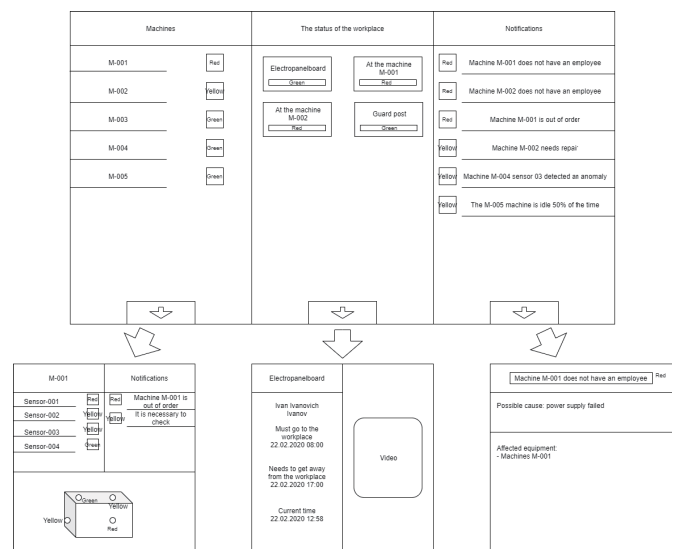 Machines
The status of the workplace
Notifications
M-001
Red
M-002
Yellow
M-003
Green
M-004
Green
M-005
Green
Electropanelboard
Green
At the machine
M-001
Red
At the machine
M-002
Red
Guard post
Green
Red
Machine M-001 does not have an employee
Red
Machine M-002 does not have an employee
Red
Machine M-001 is out of order
Yellow
Machine M-002 needs repair
Yellow
Machine M-004 sensor 03 detected an anomaly
Yellow
The M-005 machine is idle 50% of the time
M-001
Notifications
Sensor-001
Red
Sensor-002
Yellow
Sensor-003
Yellow
Sensor-004
Green
Red
Machine M-001 is
out of order
Yellow
It is necessary to
check
Green
Yellow
Yellow
Red
Electropanelboard
Ivan Ivanovich
Ivanov
Must go to the
workplace
22.02.2020 08:00
Needs to get away
from the workplace
22.02.2020 17:00
Current time
22.02.2020 12:58
Video
Machine M-001 does not have an employee
Red
Possible cause: power supply failed
Affected equipment:
- Machines M-001